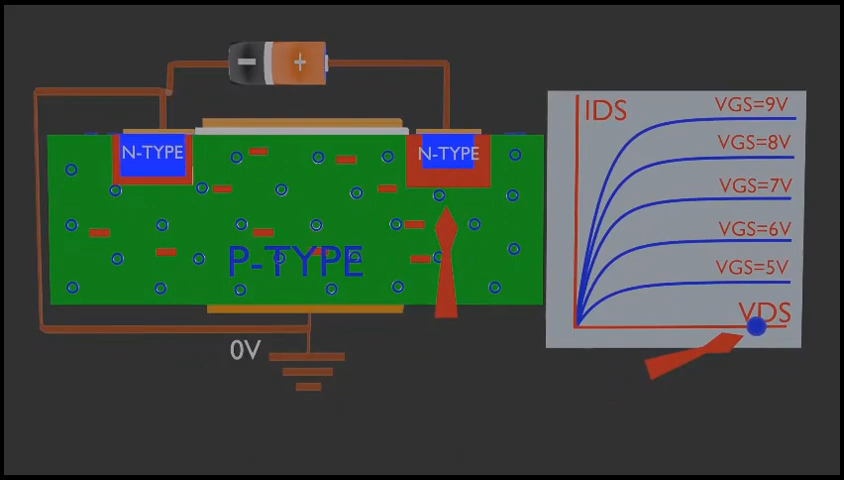 − +
N-TYPE
N-TYPE
P-TYPE
0V
IDS
VGS=9V
VGS=8V
VGS=7V
VGS=6V
VGS=5V
VDS